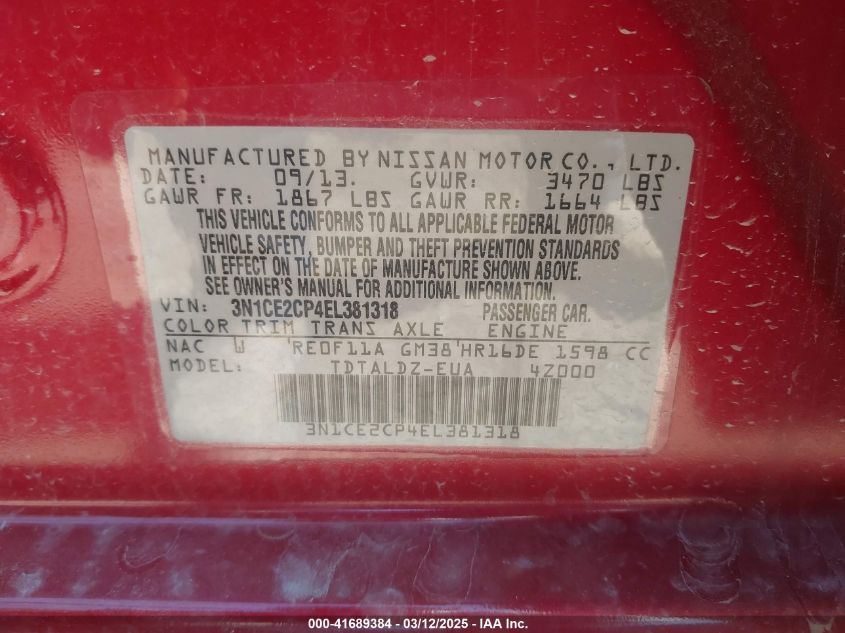 MANUFACTURED BY NISSAN MOTOR CO., LTD.
DATE: 09/13. GVWR: 3470 LBS
GAWR FR: 1867 LBS GAWR RR: 1664 LBS
THIS VEHICLE CONFORMS TO ALL APPLICABLE FEDERAL MOTOR
VEHICLE SAFETY, BUMPER AND THEFT PREVENTION STANDARDS
IN EFFECT ON THE DATE OF MANUFACTURE SHOWN ABOVE.
SEE OWNER'S MANUAL FOR ADDITIONAL INFORMATION.
VIN: 3N1CE2CP4EL381318 PASSENGER CAR.
COLOR TRIM TRANS AXLE ENGINE
NAC W 'RE0F11A GM38'HR16DE 1598 CC
MODEL: TDTALDZ-EUA 4Z000
3N1CE2CP4EL381318
000-41689384 - 03/12/2025 - IAA Inc.